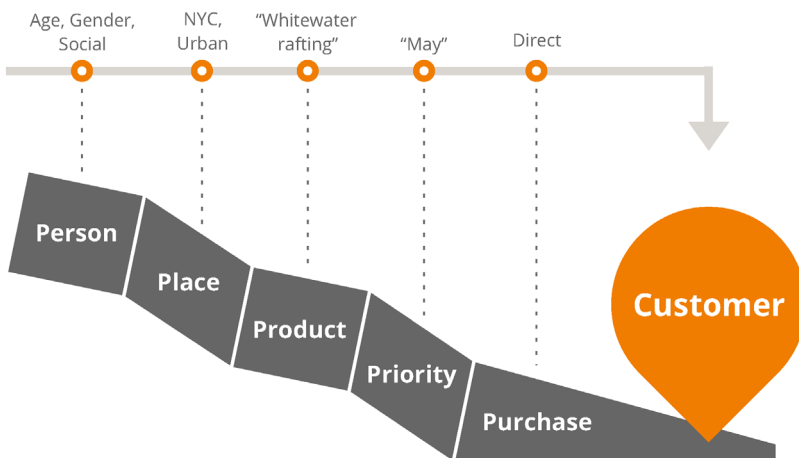 Age, Gender,
Social
NYC,
Urban
“Whitewater
rafting”
“May”
Direct
Person
Place
Product
Priority
Purchase
Customer